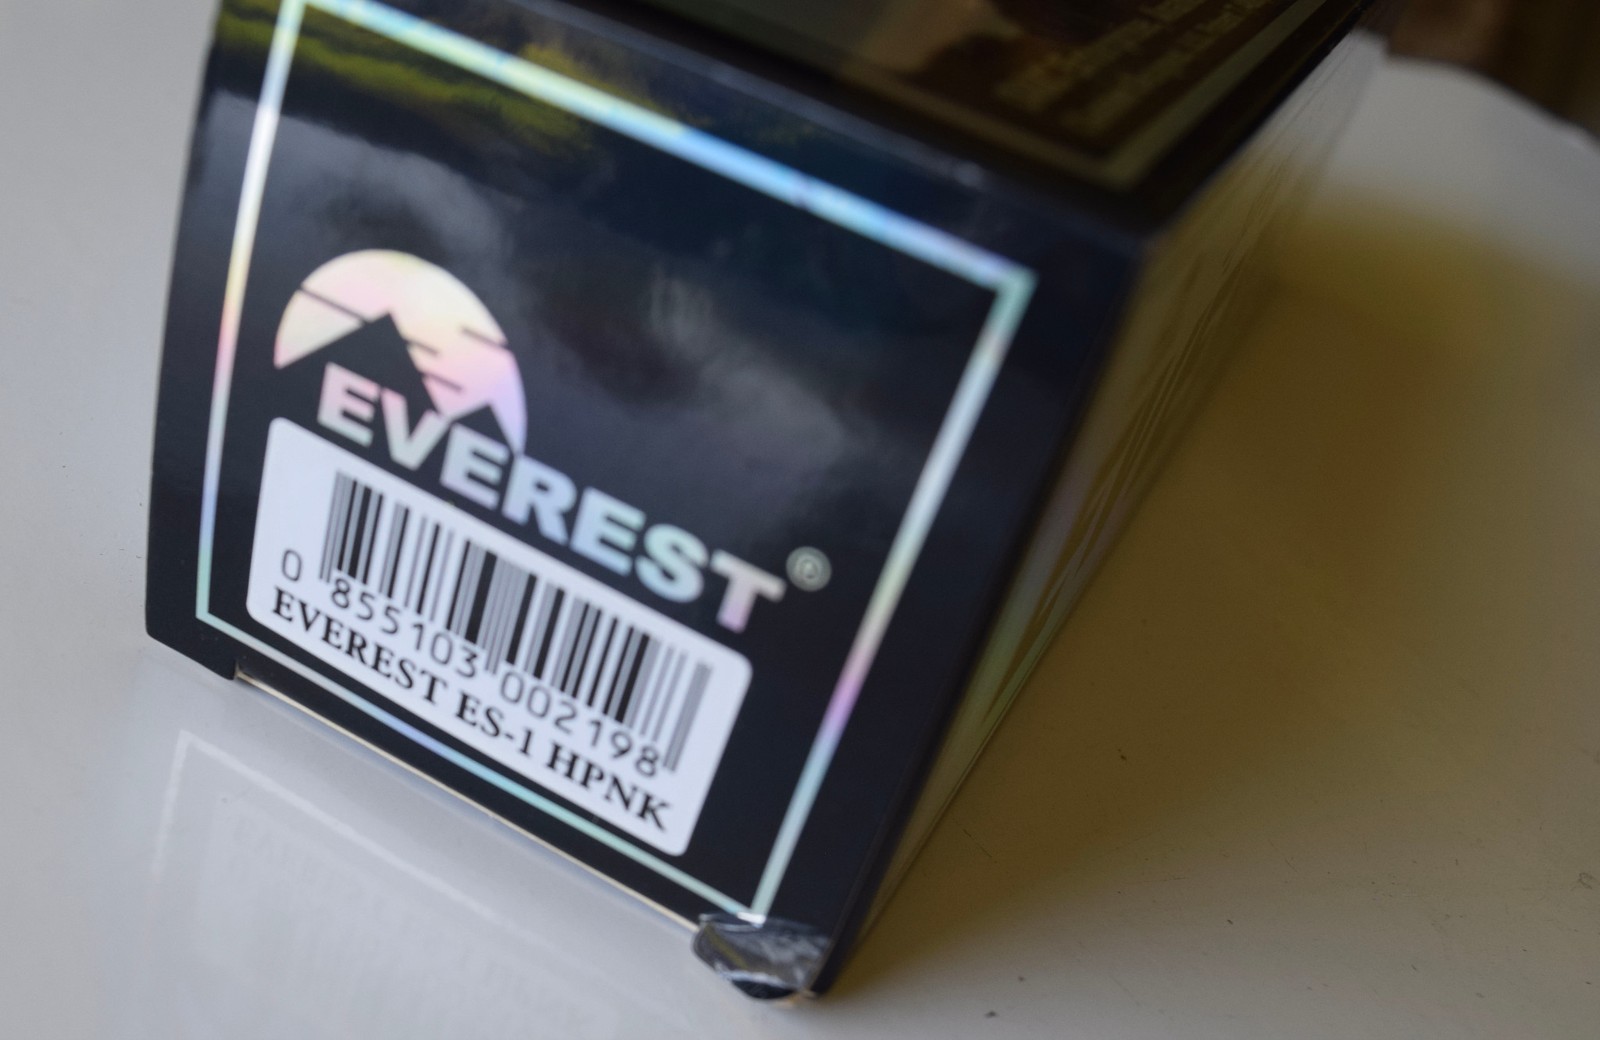 EVEREST®
0 855103 002198
EVEREST ES-1 HPNK